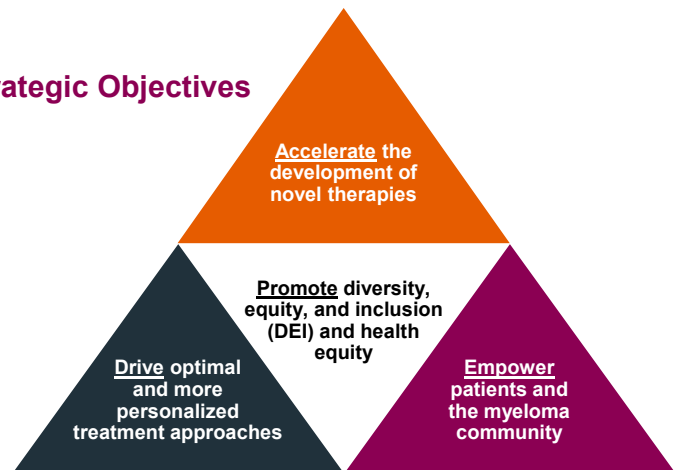 rategic Objectives
Accelerate the
development of
novel therapies
Promote diversity,
equity, and inclusion
(DEI) and health
equity
Drive optimal
and more
personalized
treatment approaches
Empower
patients and
the myeloma
community